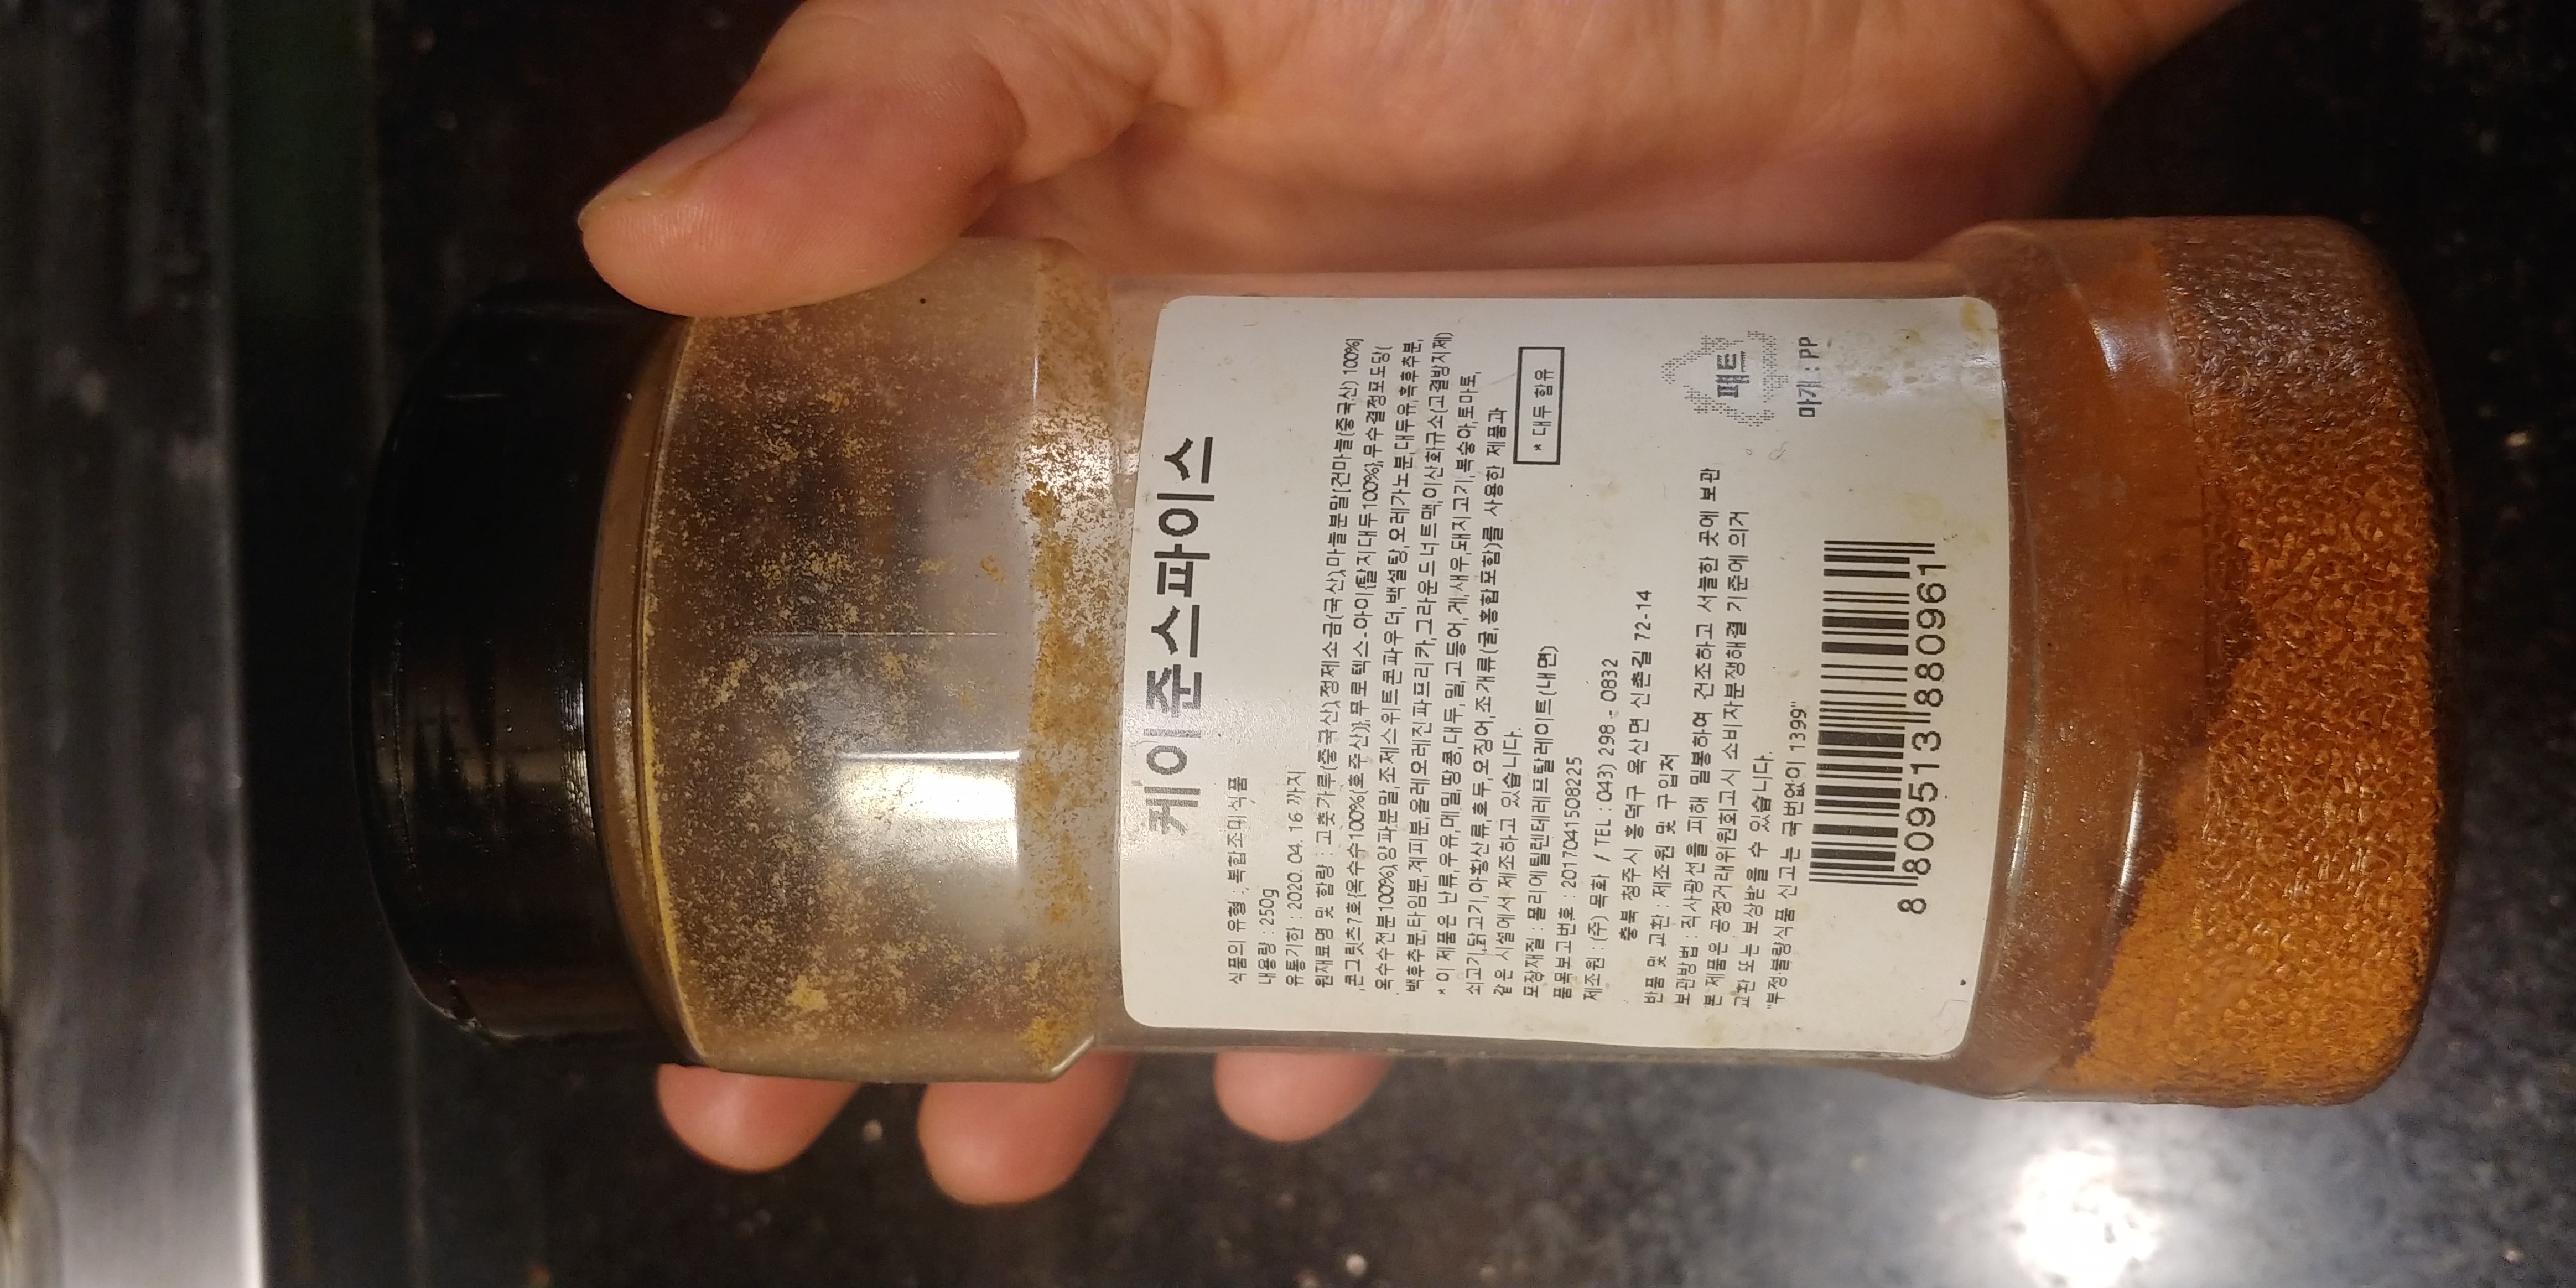 케이준스파이스
식품의 유형 : 복합조미식품
내용량 : 250g
유통기한 : 2020. 04. 16 까지
원재료명 및 함량 : 고춧가루(중국산),정제소금(국산),마늘분말{건마늘(중국산) 100%}
,콘그릿츠7호{옥수수100%(호주산)},푸로텍스-아이{탈지대두100%},무수결정포도당(
옥수수전분100%),양파분말,조제스위트콘파우더,백설탕,오레가노분,대두유,흑후추분,
백후추분,타임분,계피분,올레오레진파프리카,그라운드너트맥,이산화규소(고결방지제)
* 이 제품은 난류,우유,메밀,땅콩,대두,밀,고등어,게,새우,돼지고기,복숭아,토마토,
쇠고기,닭고기,아황산류,호두,오징어,조개류(굴,홍합포함)를 사용한 제품과
같은 시설에서 제조하고 있습니다.
* 대두 함유
포장재질 : 폴리에틸렌테레프탈레이트(내면)
품목보고번호 : 2017041508225
제조원 : (주) 목화 / TEL : 043) 298 - 0832
충북 청주시 흥덕구 옥산면 신촌길 72-14
반품 및 교환 : 제조원 및 구입처
보관방법 : 직사광선을 피해 밀봉하여 건조하고 서늘한 곳에 보관
본 제품은 공정거래위원회고시 소비자분쟁해결 기준에 의거
교환 또는 보상받을 수 있습니다.
"부정·불량식품 신고는 국번없이 1399"
페트
마개 : PP
8 809513 880961